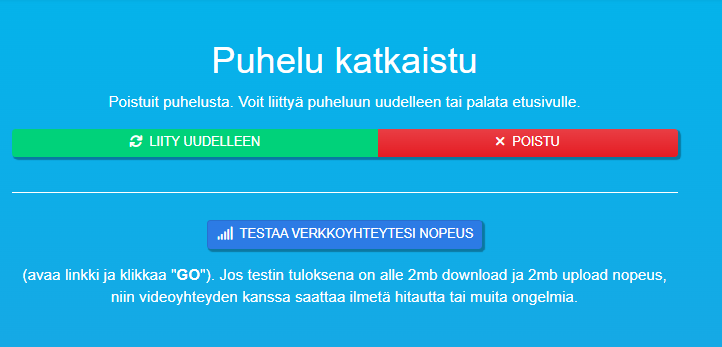 Puhelu katkaistu
Poistuit puhelusta. Voit liittyä puheluun uudelleen tai palata etusivulle.
LIITY UUDELLEEN
POISTU
TESTAA VERKKOYHTEYTESI NOPEUS
(avaa linkki ja klikkaa "GO"). Jos testin tuloksena on alle 2mb download ja 2mb upload nopeus,
niin videoyhteyden kanssa saattaa ilmetä hitautta tai muita ongelmia.